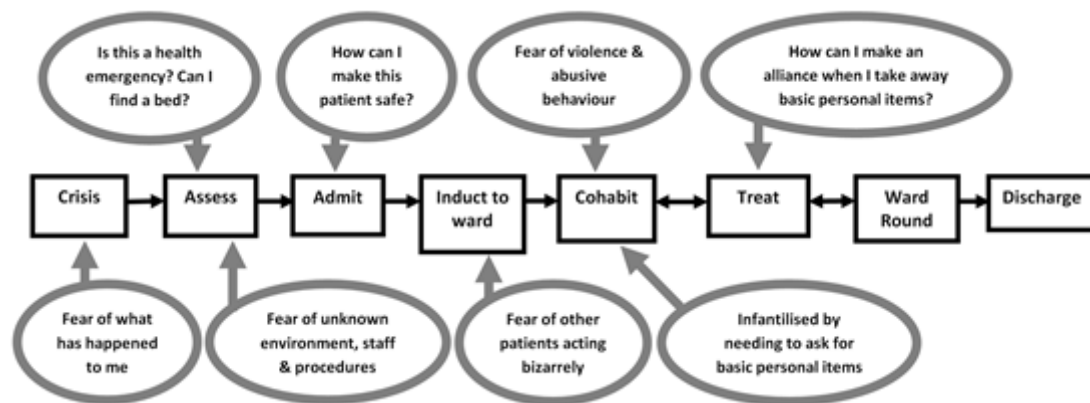 Is this a health
emergency? Can I
find a bed?
How can I
make this
patient safe?
Fear of violence &
abusive
behaviour
How can I make an
alliance when I take away
basic personal items?
Crisis
Assess
Admit
Induct to
ward
Cohabit
Treat
Ward
Round
Discharge
Fear of what
has happened
to me
Fear of unknown
environment, staff
& procedures
Fear of other
patients acting
bizarrely
Infantilised by
needing to ask for
basic personal items